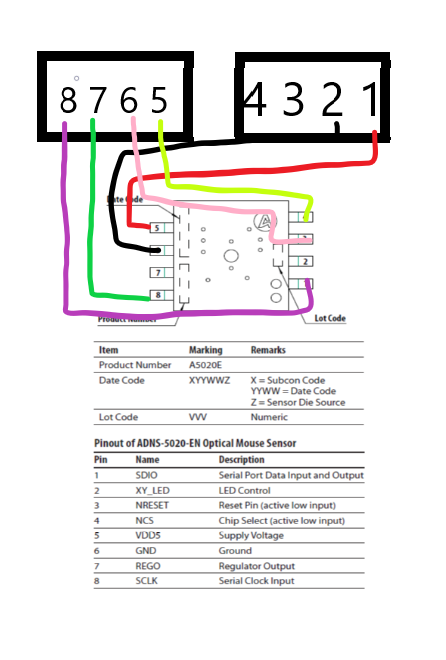 8 7 6 5
4 3 2 1
Date Code
A
5
7
8
2
Product Number
Lot Code
Item Marking Remarks
Product Number A5020E
Date Code XYYWWZ X = Subcon Code
YYWW = Date Code
Z = Sensor Die Source
Lot Code VVV Numeric
Pinout of ADNS-5020-EN Optical Mouse Sensor
Pin Name Description
1 SDIO Serial Port Data Input and Output
2 XY_LED LED Control
3 NRESET Reset Pin (active low input)
4 NCS Chip Select (active low input)
5 VDD5 Supply Voltage
6 GND Ground
7 REGO Regulator Output
8 SCLK Serial Clock Input